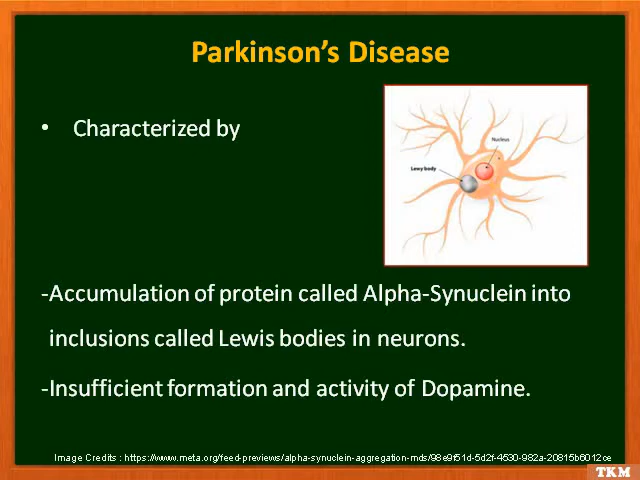 Parkinson's Disease
• Characterized by
Nucleus
Lewy body
-Accumulation of protein called Alpha-Synuclein into
inclusions called Lewis bodies in neurons.
-Insufficient formation and activity of Dopamine.
Image Credits : https://www.meta.org/feed-previews/alpha-synuclein-aggregation-mds/98e9f51d-5d2f-4530-982a-20815b6012ce
TKM